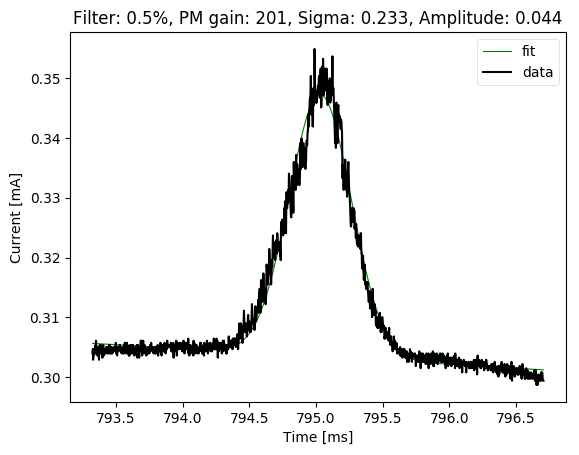 Filter: 0.5%, PM gain: 201, Sigma: 0.233, Amplitude: 0.044
fit
data
0.35
0.34
0.33
0.32
0.31
0.30
Current [mA]
793.5 794.0 794.5 795.0 795.5 796.0 796.5
Time [ms]